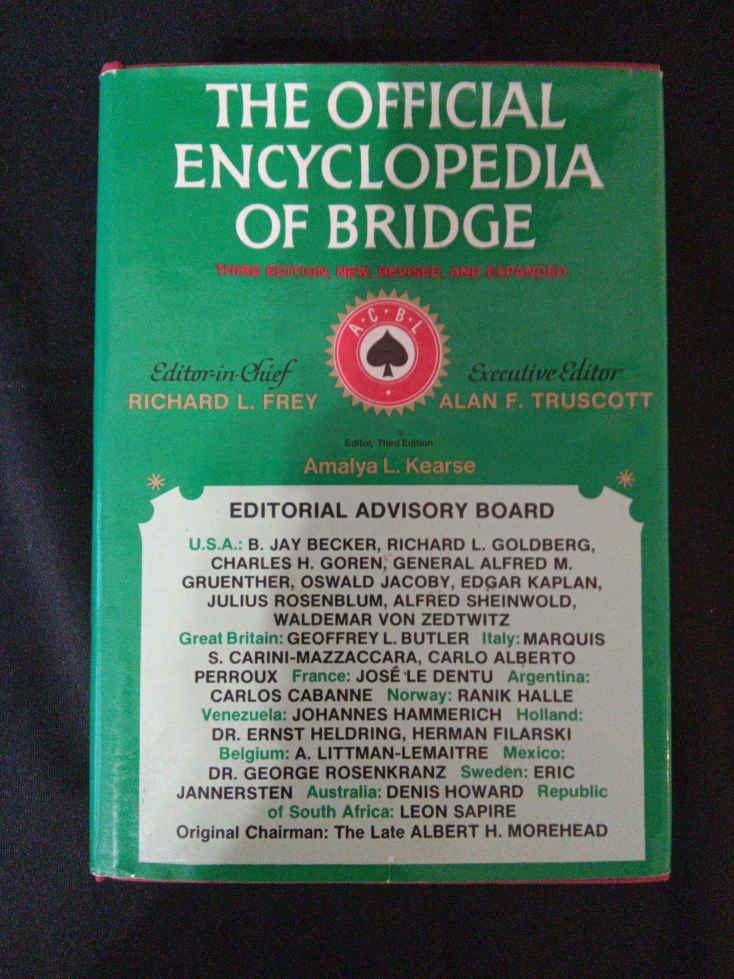 THE OFFICIAL
ENCYCLOPEDIA
OF BRIDGE
THIRD EDITION, NEW, REVISED, AND EXPANDED
A·C·B·L
Editor-in-Chief
RICHARD L. FREY
Executive Editor
ALAN F. TRUSCOTT
Editor, Third Edition
Amalya L. Kearse
EDITORIAL ADVISORY BOARD
U.S.A.: B. JAY BECKER, RICHARD L. GOLDBERG,
CHARLES H. GOREN, GENERAL ALFRED M.
GRUENTHER, OSWALD JACOBY, EDGAR KAPLAN,
JULIUS ROSENBLUM, ALFRED SHEINWOLD,
WALDEMAR VON ZEDTWITZ
Great Britain: GEOFFREY L. BUTLER Italy: MARQUIS
S. CARINI-MAZZACCARA, CARLO ALBERTO
PERROUX France: JOSÉ LE DENTU Argentina:
CARLOS CABANNE Norway: RANIK HALLE
Venezuela: JOHANNES HAMMERICH Holland:
DR. ERNST HELDRING, HERMAN FILARSKI
Belgium: A. LITTMAN-LEMAITRE Mexico:
DR. GEORGE ROSENKRANZ Sweden: ERIC
JANNERSTEN Australia: DENIS HOWARD Republic
of South Africa: LEON SAPIRE
Original Chairman: The Late ALBERT H. MOREHEAD